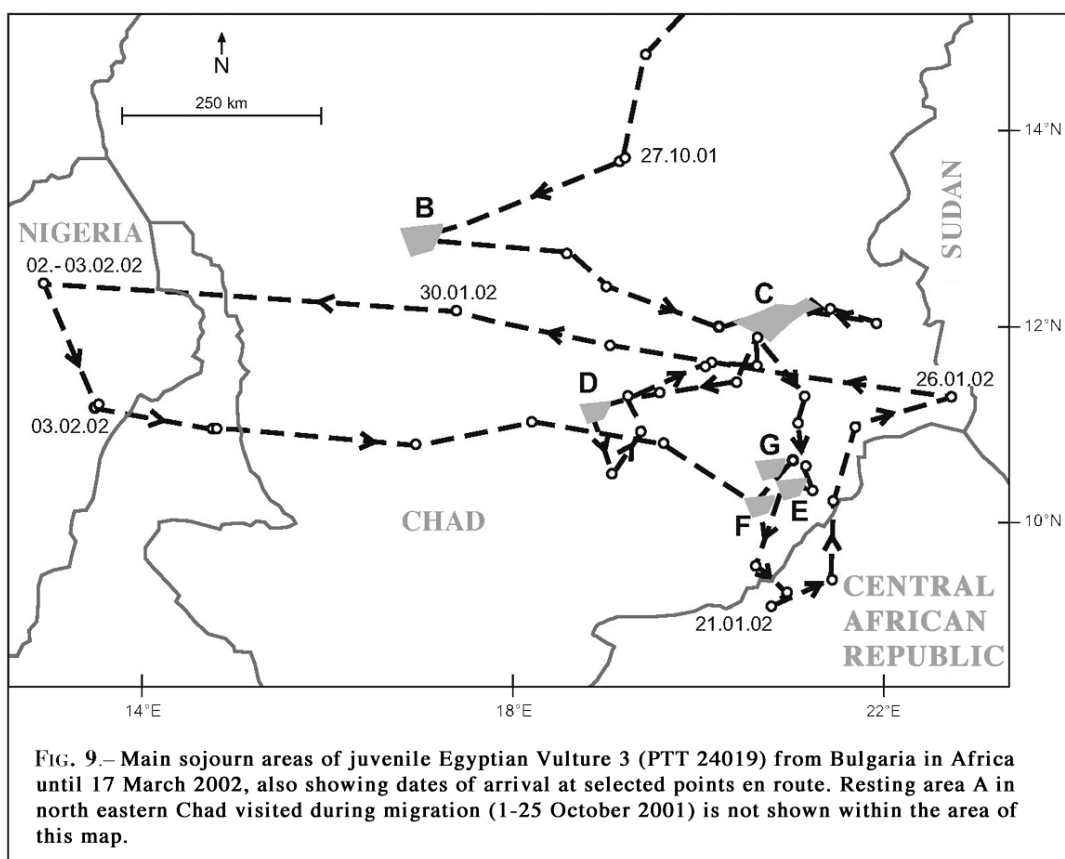 N
250 km
14°N
27.10.01
SUDAN
B
NIGERIA
02.- 03.02.02
30.01.02
C
12°N
26.01.02
D
03.02.02
G
E
F
CHAD
10°N
CENTRAL
AFRICAN
REPUBLIC
21.01.02
14°E
18°E
22°E
FIG. 9.– Main sojourn areas of juvenile Egyptian Vulture 3 (PTT 24019) from Bulgaria in Africa
until 17 March 2002, also showing dates of arrival at selected points en route. Resting area A in
north eastern Chad visited during migration (1-25 October 2001) is not shown within the area of
this map.